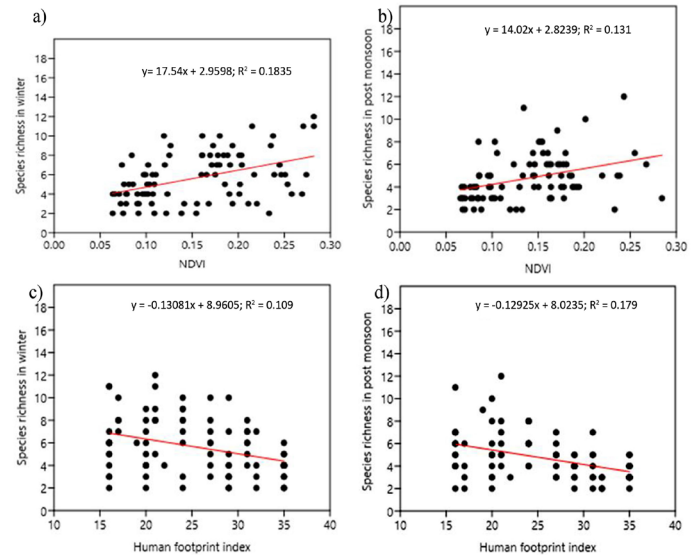 a)
y= 17.54x + 2.9598; R² = 0.1835
Species richness in winter
18
16
14
12
10
8
6
4
2
0
0.00 0.05 0.10 0.15 0.20 0.25 0.30
NDVI
b)
y = 14.02x + 2.8239; R² = 0.131
Species richness in post monsoon
18
16
14
12
10
8
6
4
2
0
0.00 0.05 0.10 0.15 0.20 0.25 0.30
NDVI
c)
y = -0.13081x + 8.9605; R² = 0.109
Species richness in winter
18
16
14
12
10
8
6
4
2
0
10 15 20 25 30 35 40
Human footprint index
d)
y = -0.12925x + 8.0235; R² = 0.179
Species richness in post monsoon
18
16
14
12
10
8
6
4
2
0
10 15 20 25 30 35 40
Human footprint index